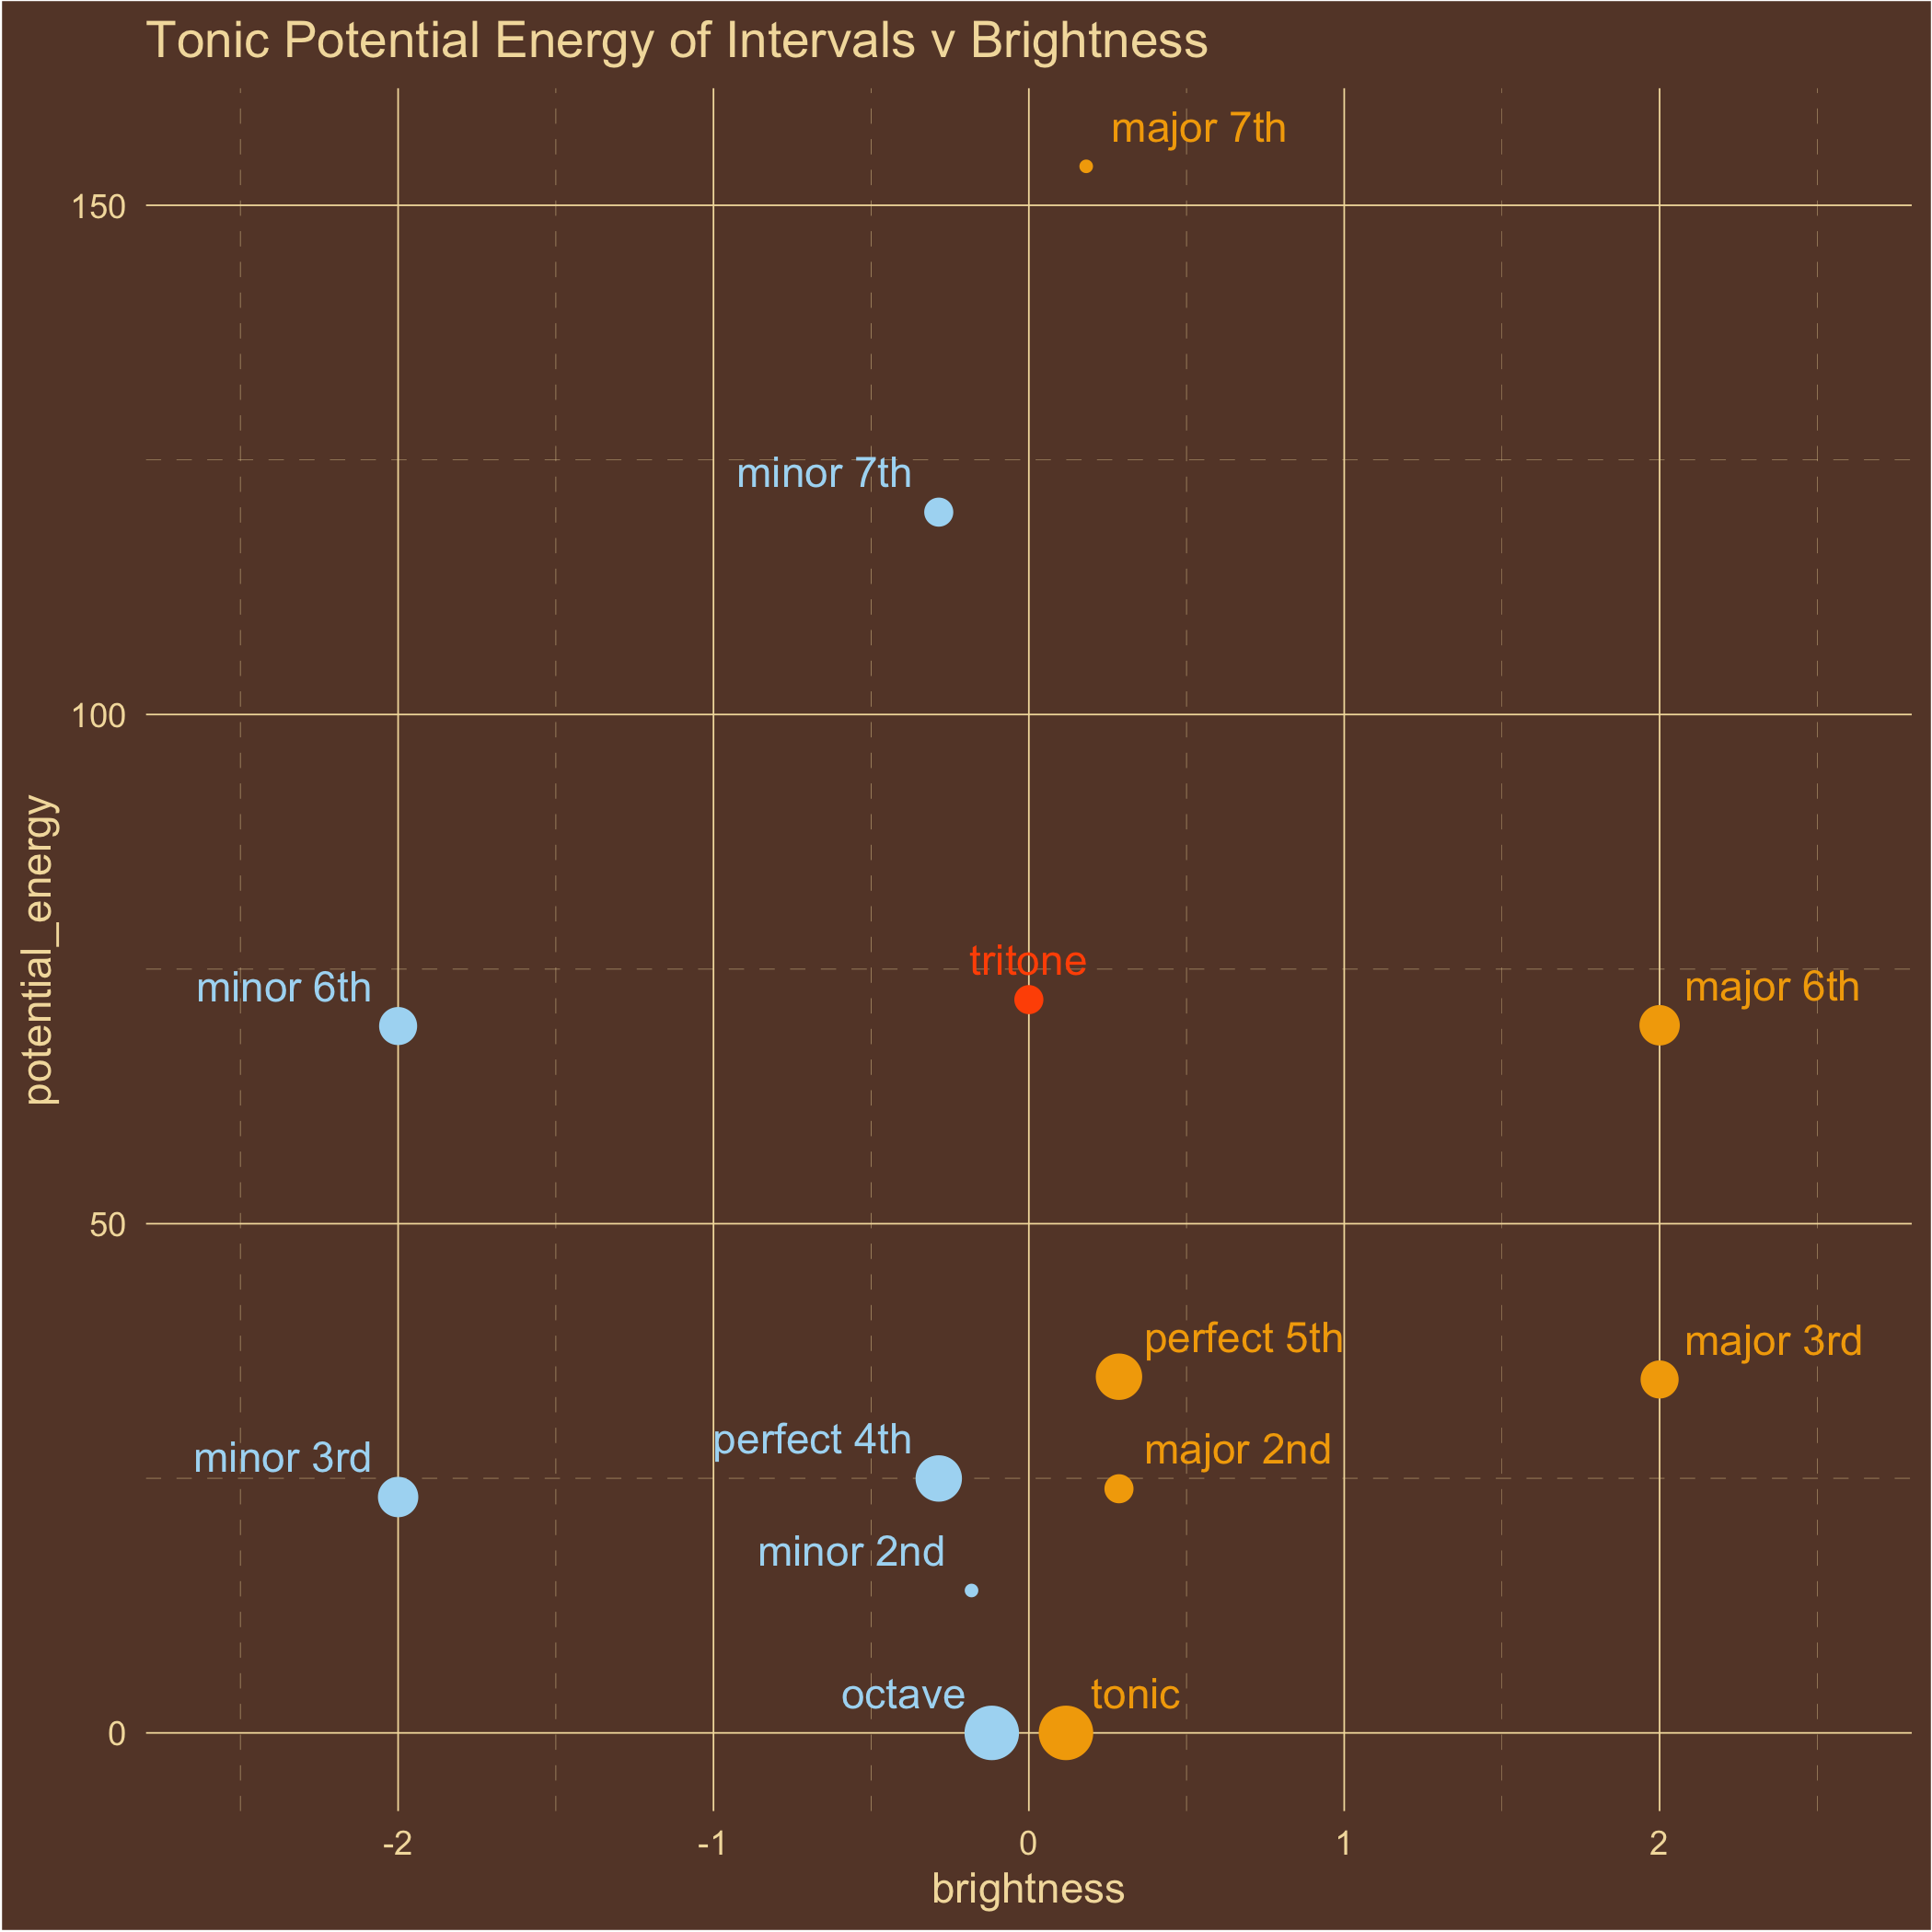 Tonic Potential Energy of Intervals v Brightness
major 7th
150
minor 7th
100
potential_energy
tritone
minor 6th
major 6th
50
perfect 5th
major 3rd
perfect 4th
major 2nd
minor 3rd
minor 2nd
octave
tonic
0
-2
-1
0
1
2
brightness